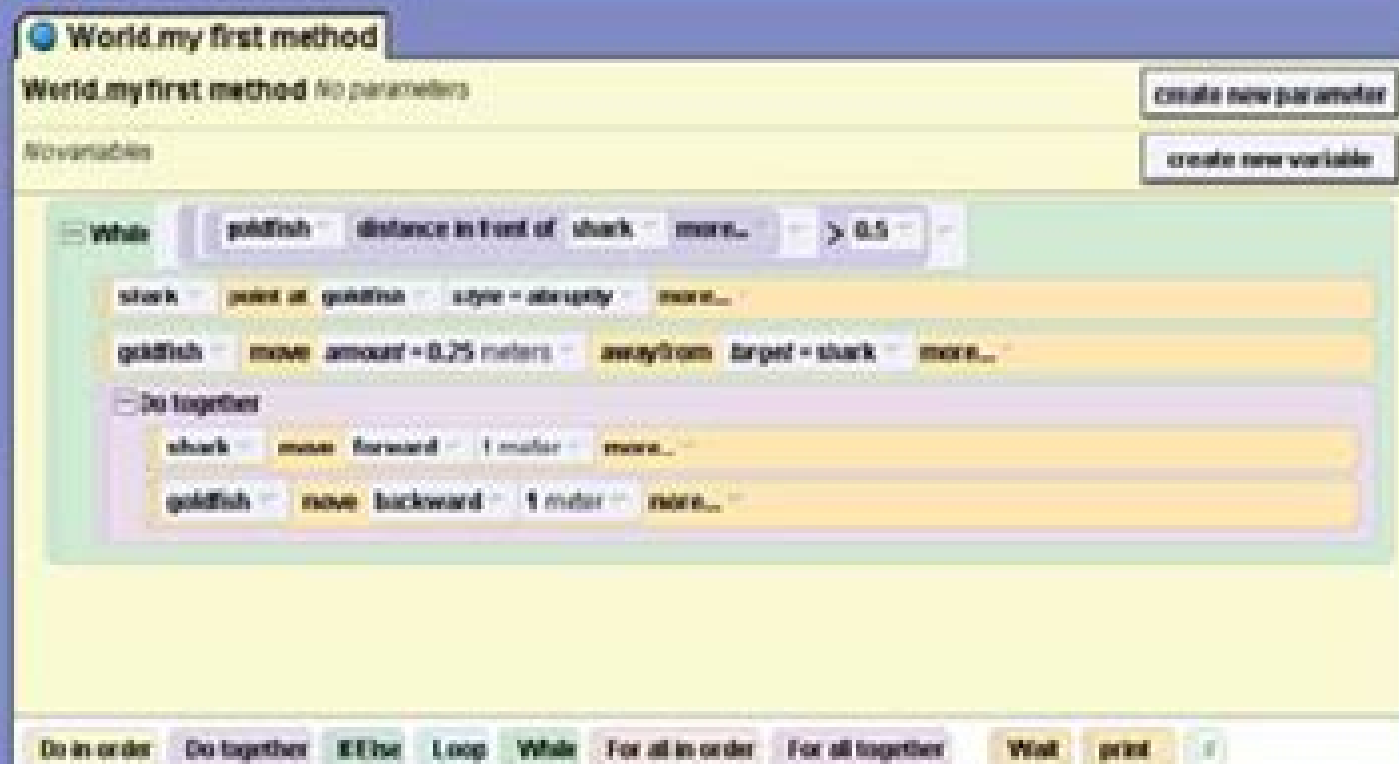 World.my first method
World.my first method No parameters
create new parameter
No variables
create new variable
While goldfish distance in front of shark more... > 0.5
shark point at goldfish style = abruptly more...
goldfish move amount = 0.25 meters away from target = shark more...
Do together
shark move forward 1 meter more...
goldfish move backward 1 meter more...
Do in order Do together If/Else Loop While For all in order For all together Wait print //